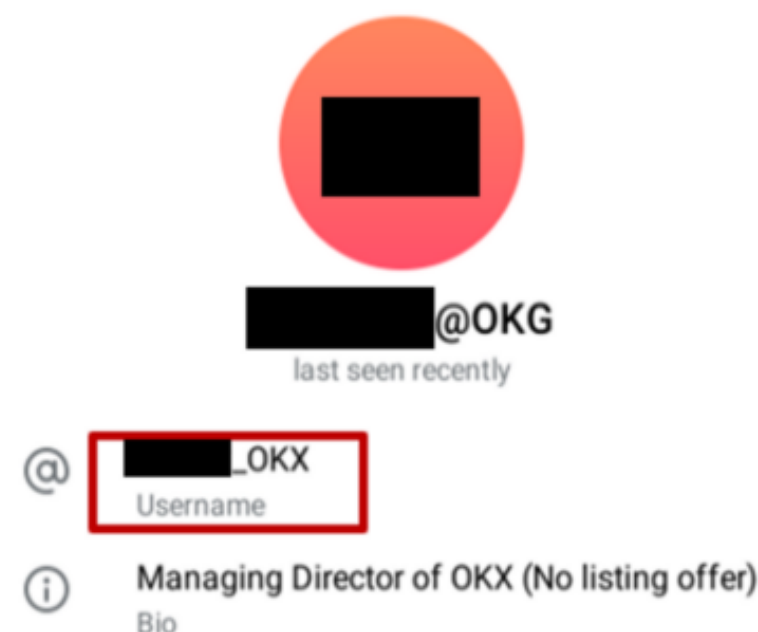 @OKG
last seen recently
@
_OKX
Username
Managing Director of OKX (No listing offer)
Bio